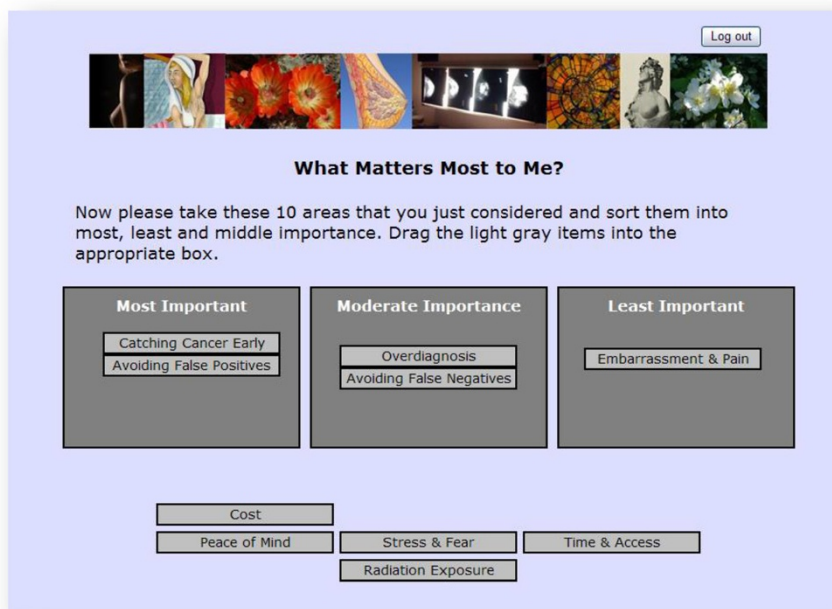 Log out
What Matters Most to Me?
Now please take these 10 areas that you just considered and sort them into
most, least and middle importance. Drag the light gray items into the
appropriate box.
Most Important
Catching Cancer Early
Avoiding False Positives
Moderate Importance
Overdiagnosis
Avoiding False Negatives
Least Important
Embarrassment & Pain
Cost
Peace of Mind
Stress & Fear
Time & Access
Radiation Exposure